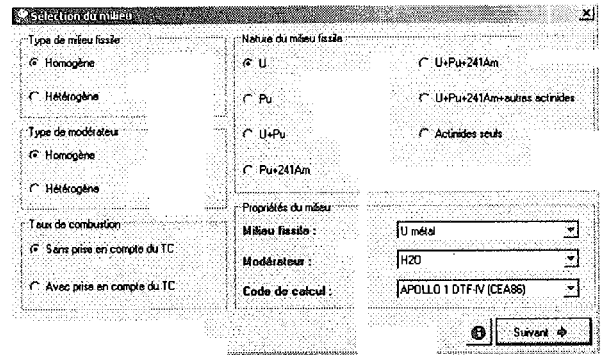 Sélection du milieu
Type de milieu fissile
Homogène
Hétérogène
Type de modérateur
Homogène
Hétérogène
Taux de combustion
Sans prise en compte du TC
Avec prise en compte du TC
Nature du milieu fissile
U
Pu
U+Pu
Pu+241Am
U+Pu+241Am
U+Pu+241Am+autres actinides
Actinides seuls
Propriétés du milieu
Milieu fissile :
U métal
Modérateur :
H2O
Code de calcul :
APOLLO 1 DTF-IV (CEA86)
Suivant